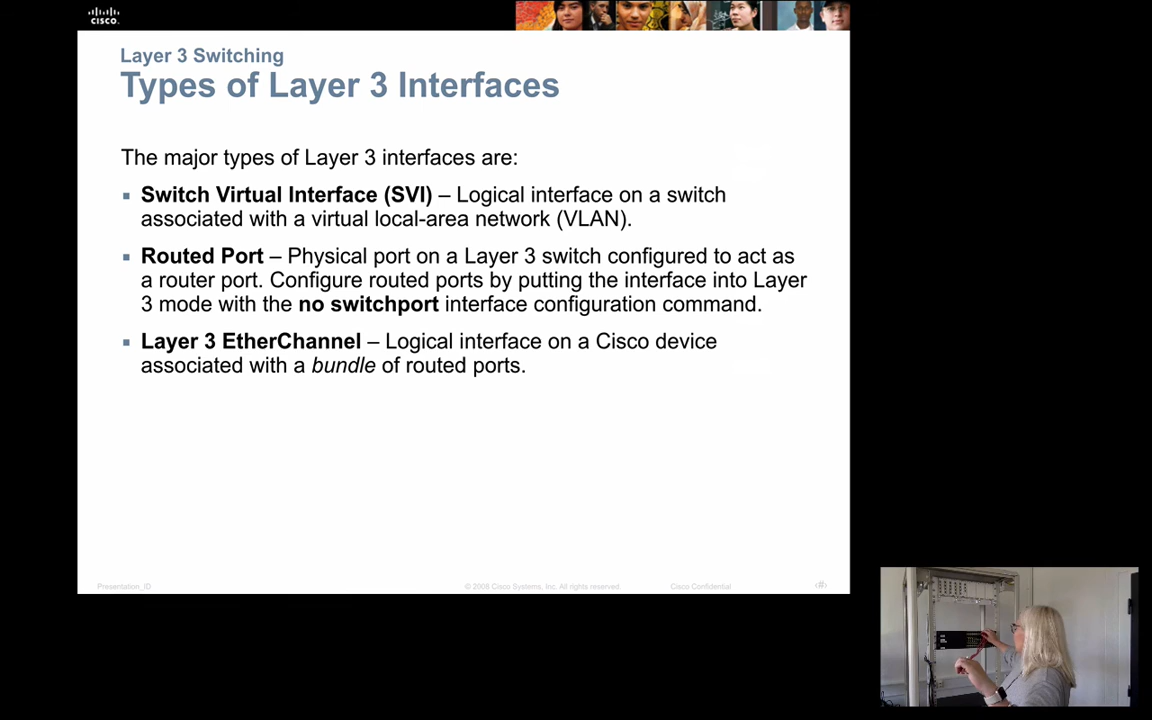 CISCO.
Layer 3 Switching
Types of Layer 3 Interfaces
The major types of Layer 3 interfaces are:
▪ Switch Virtual Interface (SVI) – Logical interface on a switch
associated with a virtual local-area network (VLAN).
▪ Routed Port – Physical port on a Layer 3 switch configured to act as
a router port. Configure routed ports by putting the interface into Layer
3 mode with the no switchport interface configuration command.
▪ Layer 3 EtherChannel – Logical interface on a Cisco device
associated with a bundle of routed ports.
Presentation_ID © 2008 Cisco Systems, Inc. All rights reserved. Cisco Confidential ‹#›